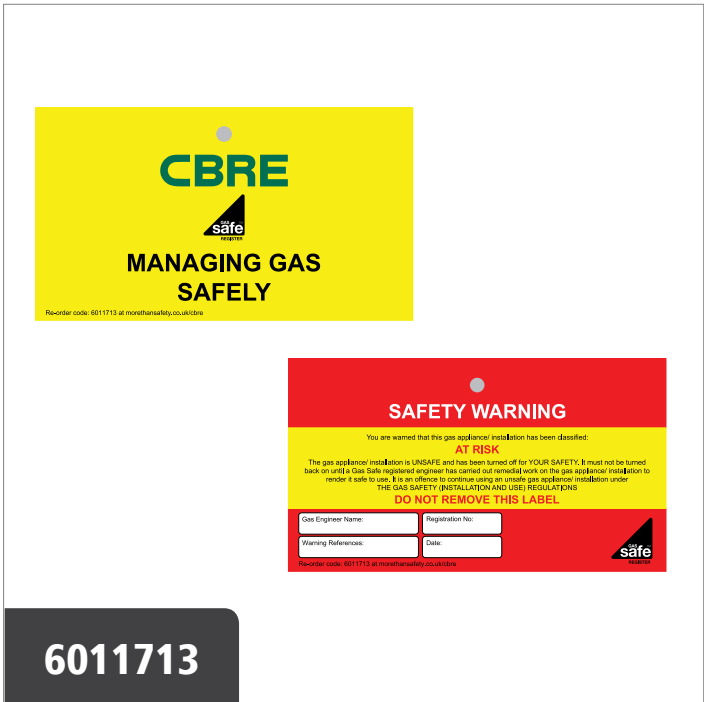 CBRE
GAS
safe
REGISTER
MANAGING GAS
SAFELY
Re-order code: 6011713 at morethansafety.co.uk/cbre
SAFETY WARNING
You are warned that this gas appliance/ installation has been classified:
AT RISK
The gas appliance/ installation is UNSAFE and has been turned off for YOUR SAFETY. It must not be turned
back on until a Gas Safe registered engineer has carried out remedial work on the gas appliance/ installation to
render it safe to use. It is an offence to continue using an unsafe gas appliance/ installation under
THE GAS SAFETY (INSTALLATION AND USE) REGULATIONS
DO NOT REMOVE THIS LABEL
Gas Engineer Name:
Registration No:
Warning References:
Date:
GAS
safe
REGISTER
Re-order code: 6011713 at morethansafety.co.uk/cbre
6011713